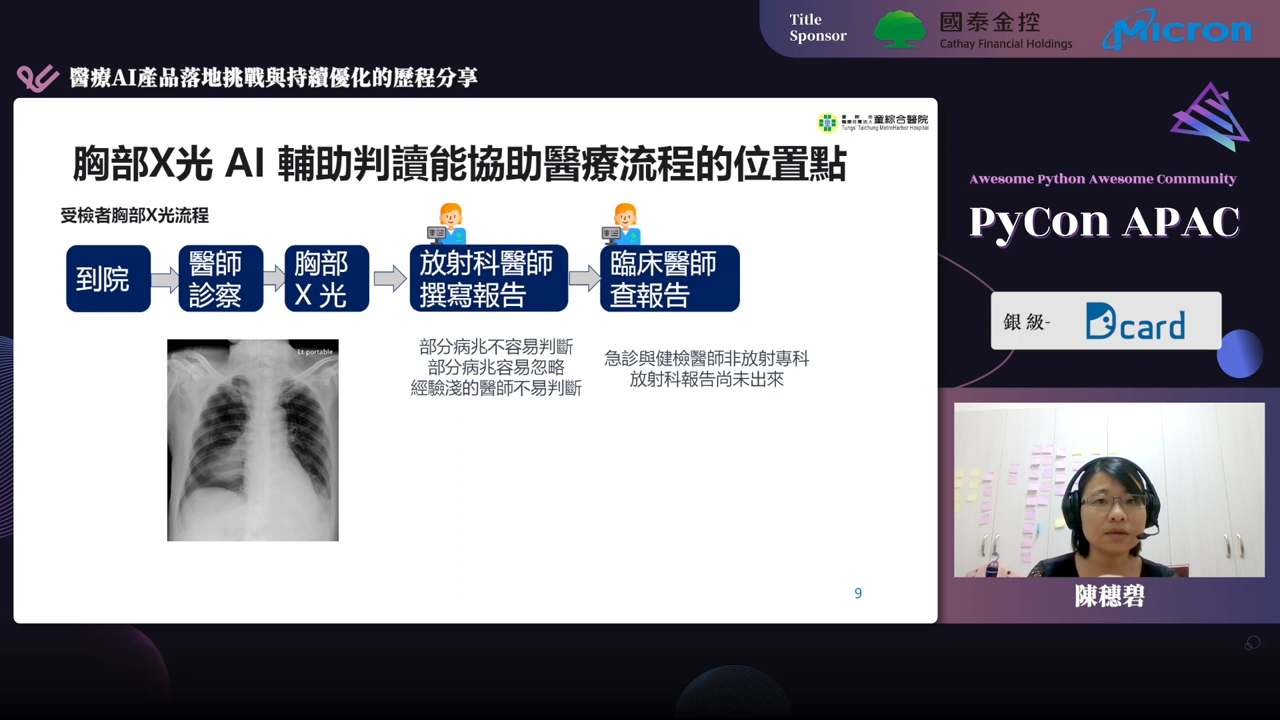 Title
Sponsor
國泰金控
Cathay Financial Holdings
Micron
醫療AI產品落地挑戰與持續優化的歷程分享
童綜合醫院
Tungs' Taichung MetroHarbor Hospital
胸部X光 AI 輔助判讀能協助醫療流程的位置點
受檢者胸部X光流程
到院
醫師
診察
胸部
X 光
放射科醫師
撰寫報告
臨床醫師
查報告
Lt portable
部分病兆不容易判斷
部分病兆容易忽略
經驗淺的醫師不易判斷
急診與健檢醫師非放射專科
放射科報告尚未出來
9
Awesome Python Awesome Community
PyCon APAC
銀級-
Dcard
陳穗碧